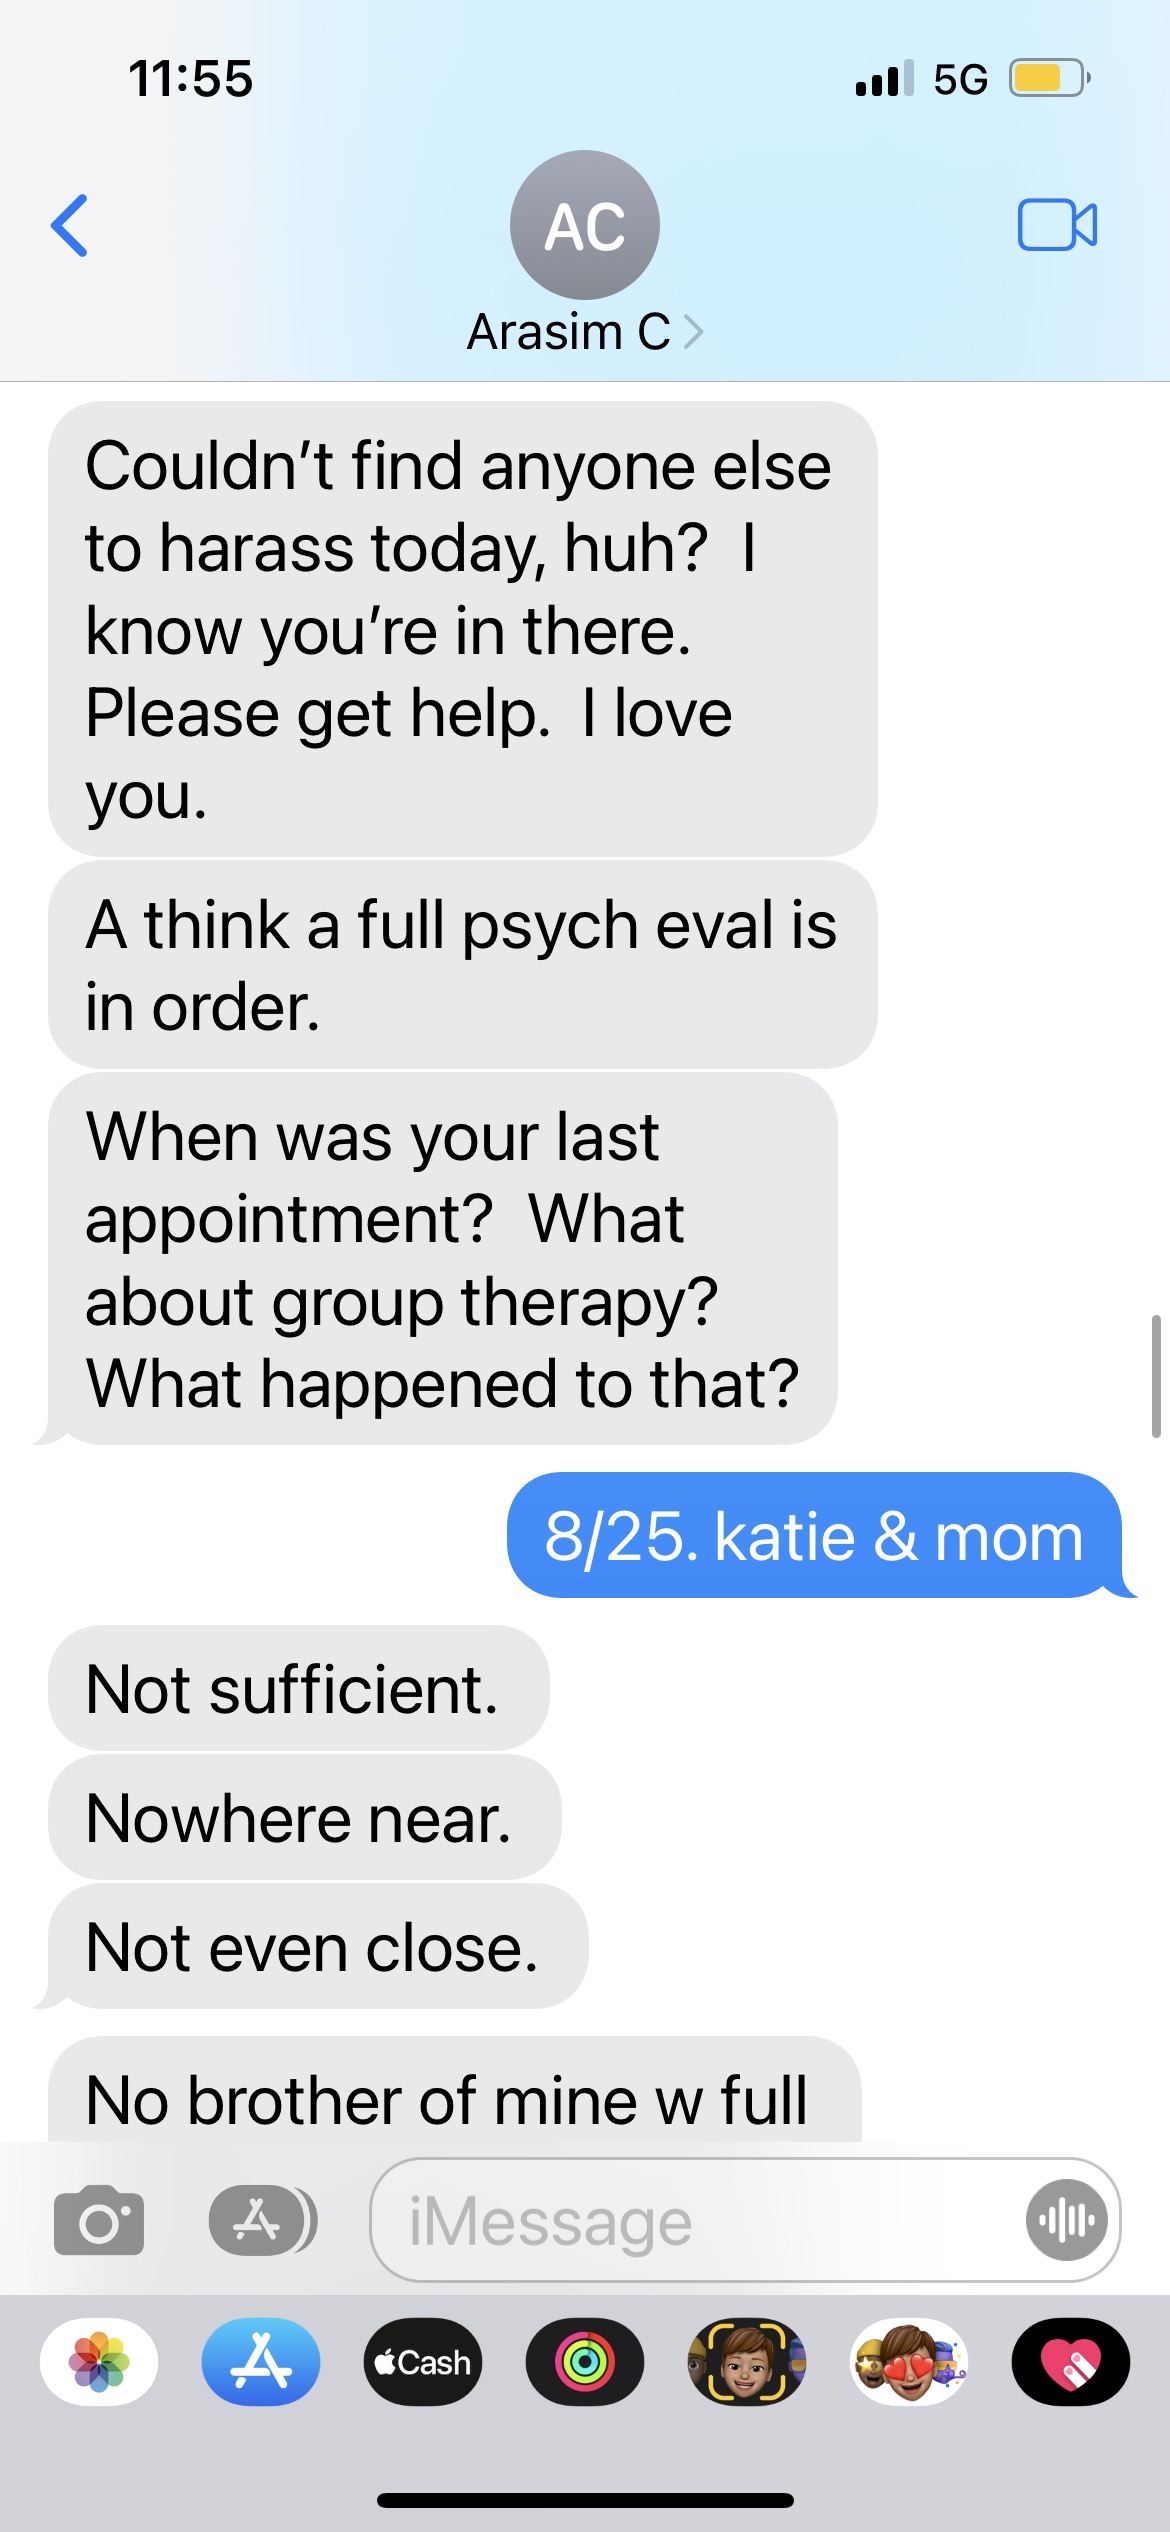 11:55
5G
AC
Arasim C
Couldn’t find anyone else
to harass today, huh?  I
know you’re in there.
Please get help.  I love
you.
A think a full psych eval is
in order.
When was your last
appointment?  What
about group therapy?
What happened to that?
8/25. katie & mom
Not sufficient.
Nowhere near.
Not even close.
No brother of mine w full
iMessage
Cash